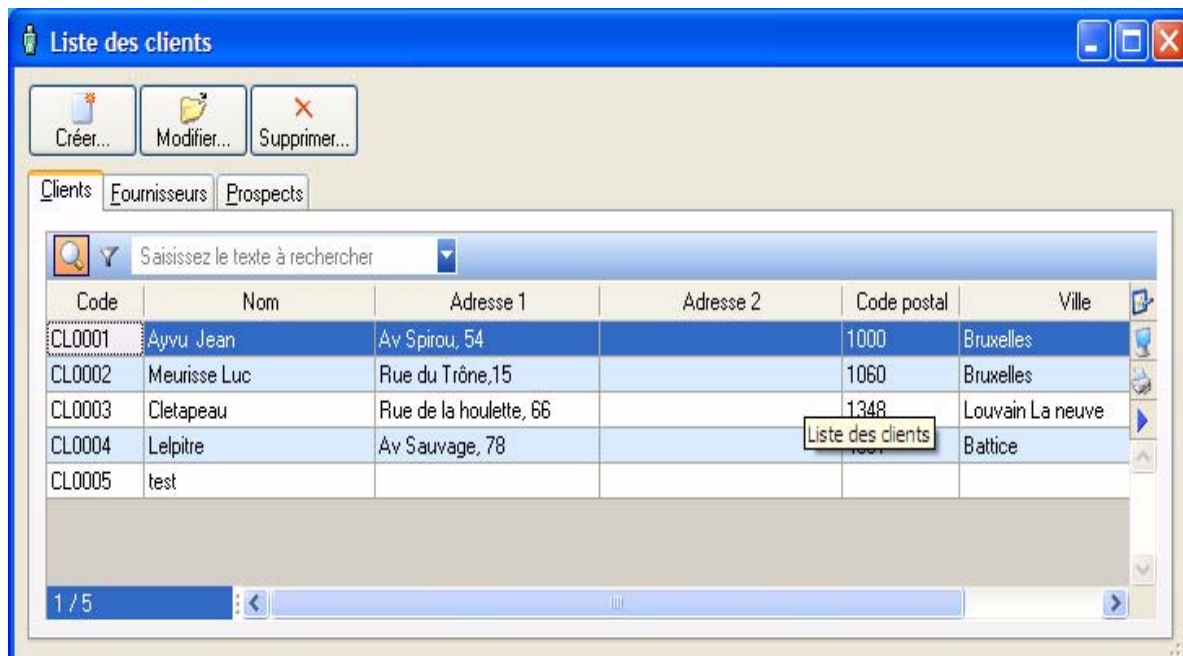 Liste des clients
Créer... Modifier... Supprimer...
Clients Fournisseurs Prospects
Saisissez le texte à rechercher
Code Nom Adresse 1 Adresse 2 Code postal Ville
CL0001 Ayvu Jean Av Spirou, 54 1000 Bruxelles
CL0002 Meurisse Luc Rue du Trône,15 1060 Bruxelles
CL0003 Cletapeau Rue de la houlette, 66 1348 Louvain La neuve
Liste des clients
CL0004 Lelpitre Av Sauvage, 78 Battice
CL0005 test
1 / 5